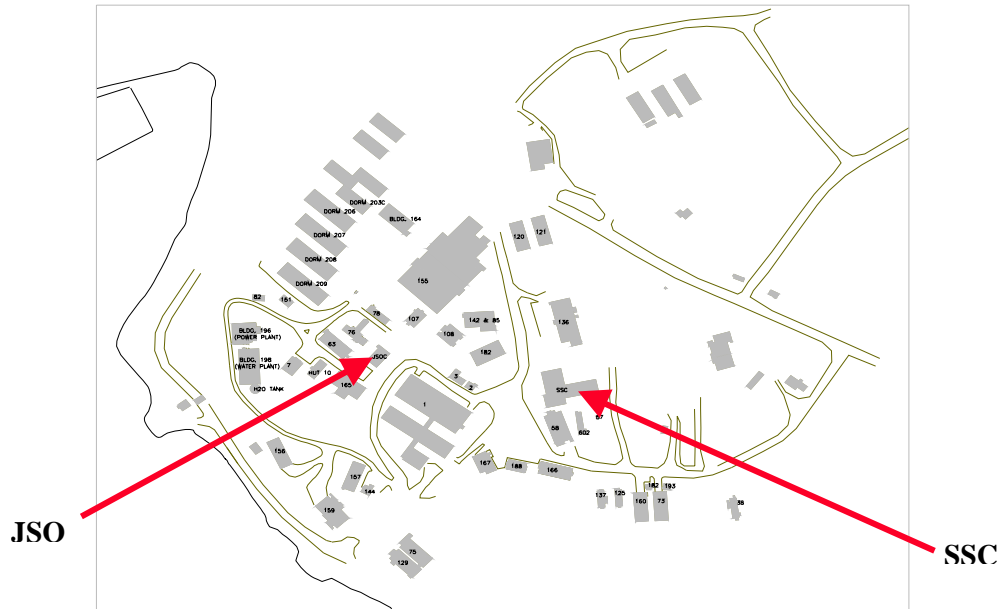 DORM 203C
DORM 206
BLDG. 164
DORM 207
120
121
DORM 208
155
DORM 209
82
161
78
107
142 & 85
136
BLDG. 196
(POWER PLANT)
76
108
63
182
JSOC
BLDG. 198
(WATER PLANT)
7
HUT 10
165
3
2
H2O TANK
SSC
1
58
57
602
156
167
188
166
157
144
182
193
137
125
160
73
38
159
75
129
JSO
SSC